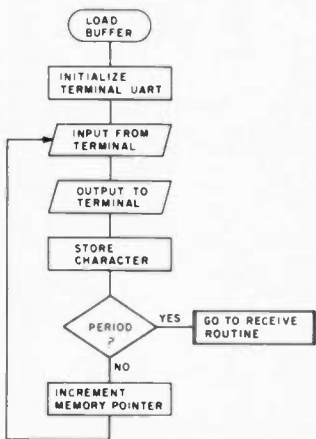 LOAD
BUFFER
INITIALIZE
TERMINAL UART
INPUT FROM
TERMINAL
OUTPUT TO
TERMINAL
STORE
CHARACTER
PERIOD
?
YES
GO TO RECEIVE
ROUTINE
NO
INCREMENT
MEMORY POINTER